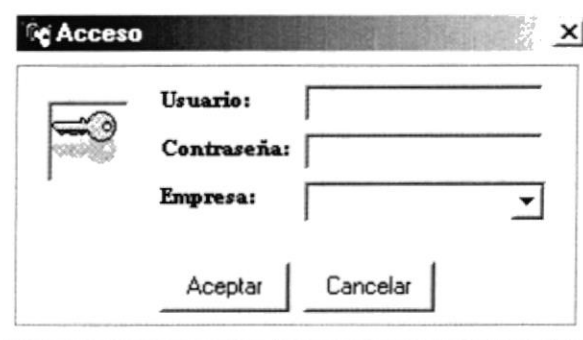 Acceso
Usuario:
Contraseña:
Empresa:
Aceptar Cancelar